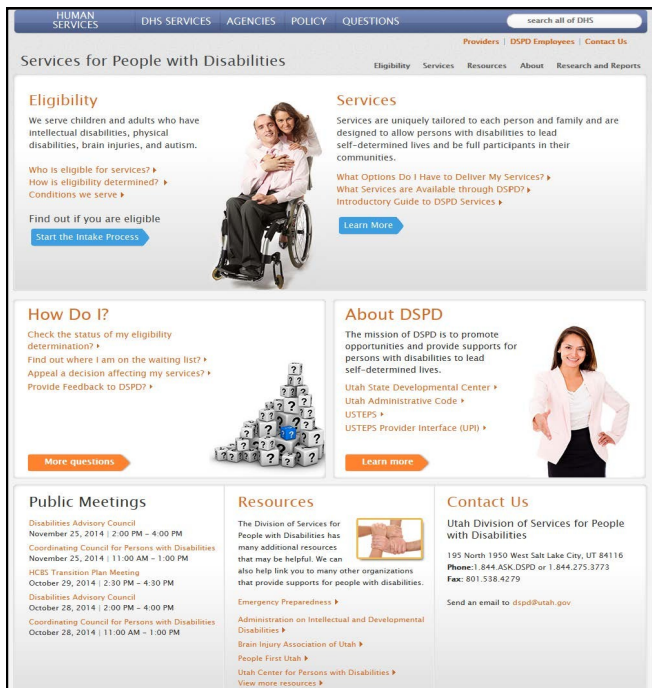 HUMAN
SERVICES
DHS SERVICES
AGENCIES
POLICY
QUESTIONS
search all of DHS
Providers | DSPD Employees | Contact Us
Services for People with Disabilities
Eligibility
Services
Resources
About
Research and Reports
Eligibility
We serve children and adults who have
intellectual disabilities, physical
disabilities, brain injuries, and autism.
Who is eligible for services?
How is eligibility determined?
Conditions we serve
Find out if you are eligible
Start the Intake Process
Services
Services are uniquely tailored to each person and family and are
designed to allow persons with disabilities to lead
self-determined lives and be full participants in their
communities.
What Options Do I Have to Deliver My Services?
What Services are Available through DSPD?
Introductory Guide to DSPD Services
Learn More
How Do I?
Check the status of my eligibility
determination?
Find out where I am on the waiting list?
Appeal a decision affecting my services?
Provide Feedback to DSPD?
More questions
About DSPD
The mission of DSPD is to promote
opportunities and provide supports for
persons with disabilities to lead
self-determined lives.
Utah State Developmental Center
Utah Administrative Code
USTEPS
USTEPS Provider Interface (UPI)
Learn more
Public Meetings
Disabilities Advisory Council
November 25, 2014 | 2:00 PM - 4:00 PM
Coordinating Council for Persons with Disabilities
November 25, 2014 | 11:00 AM - 1:00 PM
HCBS Transition Plan Meeting
October 29, 2014 | 2:30 PM - 4:30 PM
Disabilities Advisory Council
October 28, 2014 | 2:00 PM - 4:00 PM
Coordinating Council for Persons with Disabilities
October 28, 2014 | 11:00 AM - 1:00 PM
Resources
The Division of Services for
People with Disabilities has
many additional resources
that may be helpful. We can
also help link you to many other organizations
that provide supports for people with disabilities.
Emergency Preparedness
Administration on Intellectual and Developmental
Disabilities
Brain Injury Association of Utah
People First Utah
Utah Center for Persons with Disabilities
View more resources
Contact Us
Utah Division of Services for People
with Disabilities
195 North 1950 West Salt Lake City, UT 84116
Phone:1.844.ASK.DSPD or 1.844.275.3773
Fax: 801.538.4279
Send an email to dspd@utah.gov